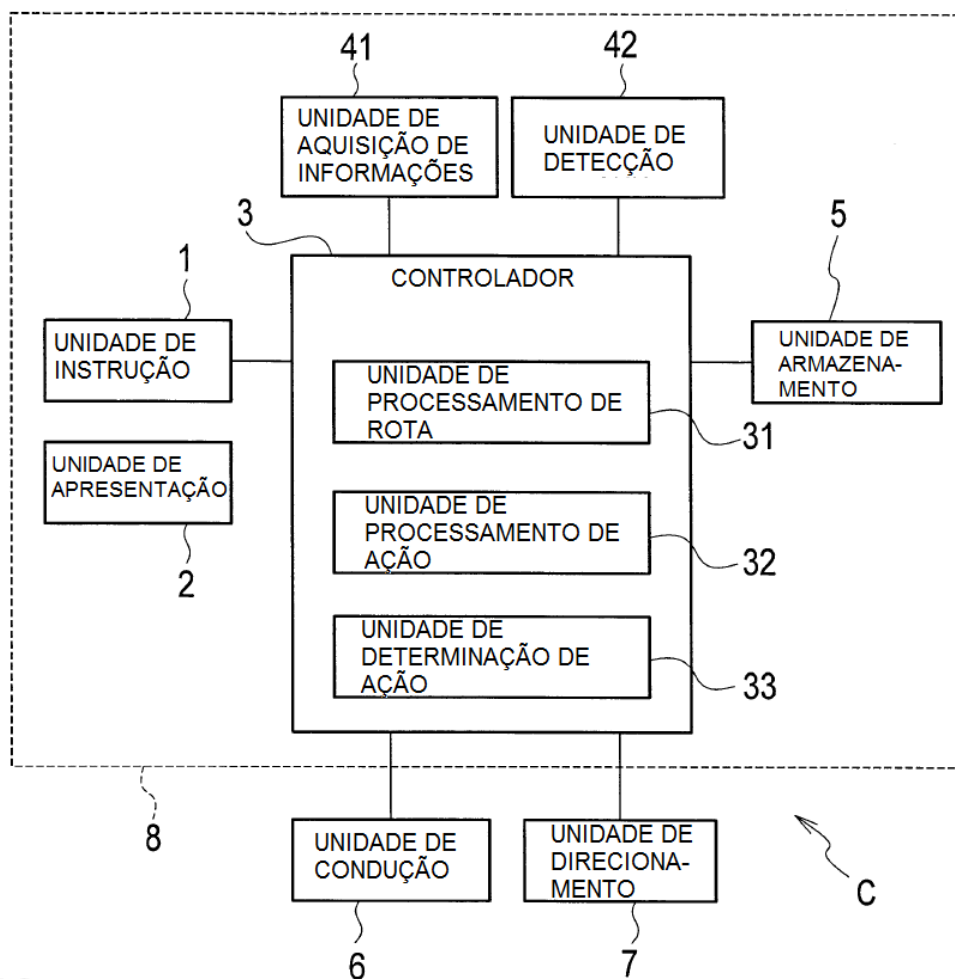 41
42
UNIDADE DE
AQUISIÇÃO DE
INFORMAÇÕES
UNIDADE DE
DETECÇÃO
3
5
1
CONTROLADOR
UNIDADE DE
INSTRUÇÃO
UNIDADE DE
ARMAZENA-
MENTO
UNIDADE DE
PROCESSAMENTO DE
ROTA
31
UNIDADE DE
APRESENTAÇÃO
2
UNIDADE DE
PROCESSAMENTO DE
AÇÃO
32
UNIDADE DE
DETERMINAÇÃO DE
AÇÃO
33
8
UNIDADE DE
CONDUÇÃO
UNIDADE DE
DIRECIONA-
MENTO
C
6
7